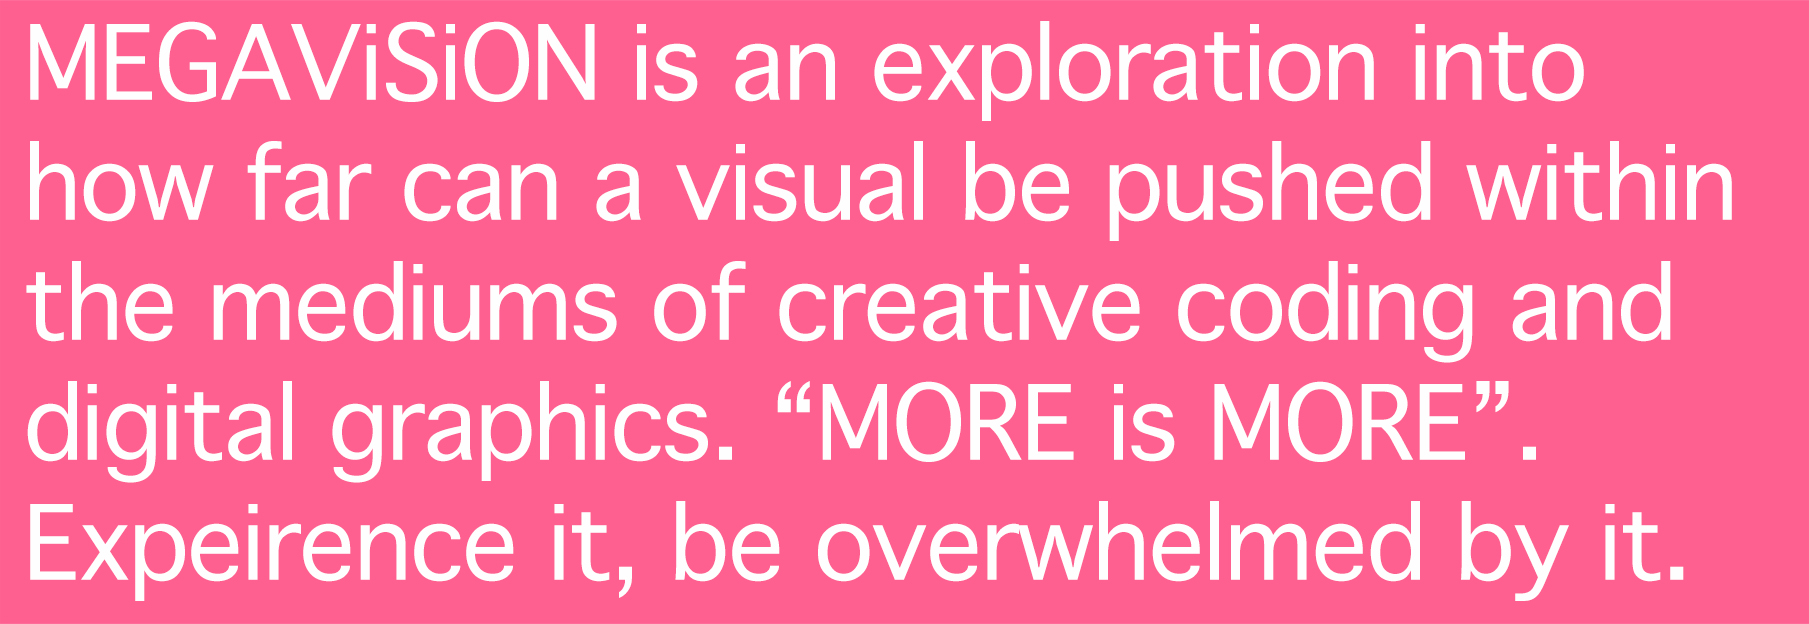 MEGAViSiON is an exploration into
how far can a visual be pushed within
the mediums of creative coding and
digital graphics. “MORE is MORE”.
Expeirence it, be overwhelmed by it.